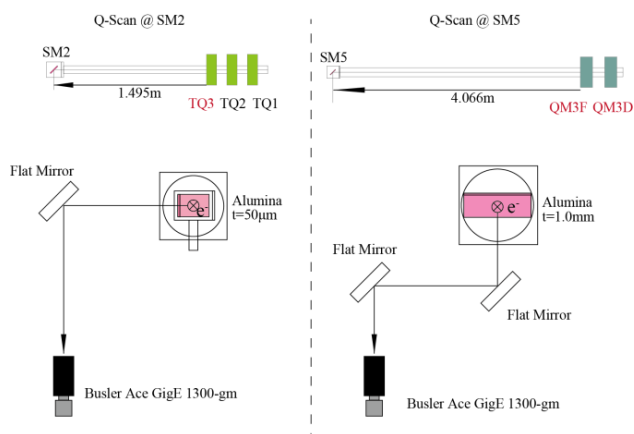 Q-Scan @ SM2
SM2
1.495m
TQ3 TQ2 TQ1
Flat Mirror
e-
Alumina
t=50μm
Busler Ace GigE 1300-gm
Q-Scan @ SM5
SM5
4.066m
QM3F QM3D
e-
Alumina
t=1.0mm
Flat Mirror
Flat Mirror
Busler Ace GigE 1300-gm